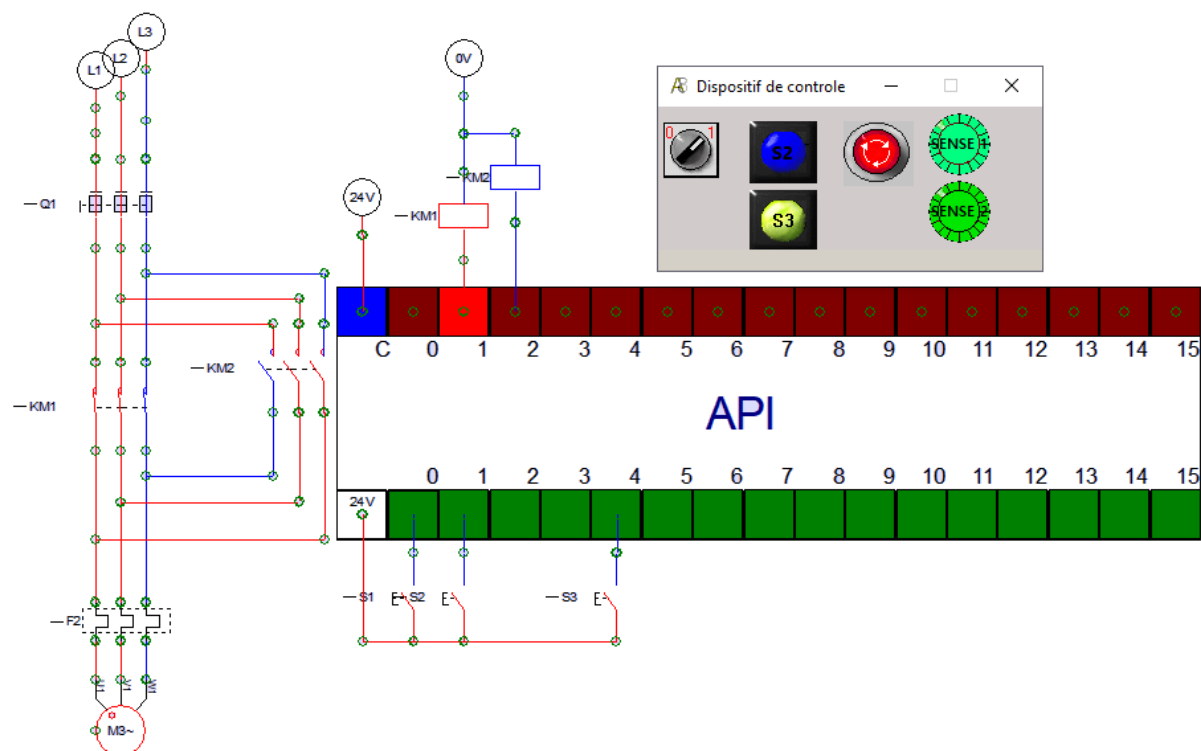 L3
L2
L1
0V
Dispositif de controle
0 1
S2
SENSE 1
S3
SENSE 2
KM2
24V
KM1
Q1
C 0 1 2 3 4 5 6 7 8 9 10 11 12 13 14 15
KM2
KM1
API
0 1 2 3 4 5 6 7 8 9 10 11 12 13 14 15
24V
S1 E S2 E S3 E
F2
V1
M3~